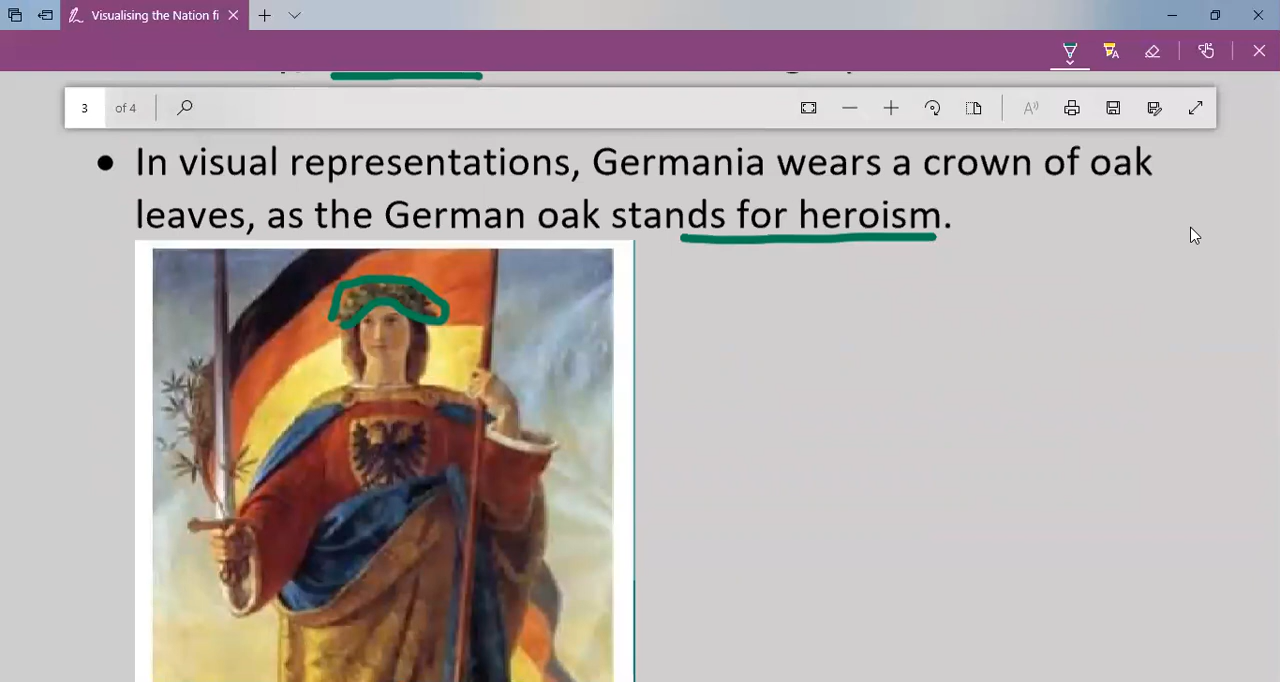 Visualising the Nation fi
3 of 4
In visual representations, Germania wears a crown of oak
leaves, as the German oak stands for heroism.